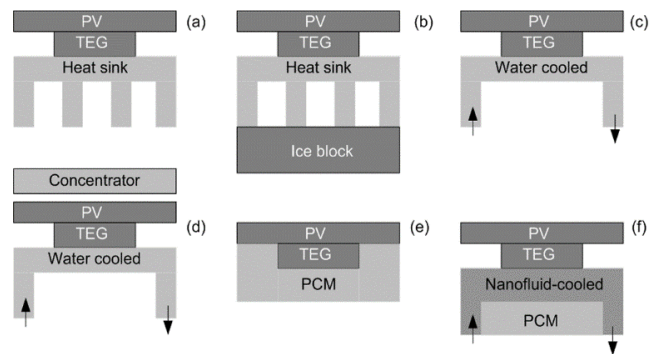 PV
(a)
TEG
Heat sink
PV
(b)
TEG
Heat sink
Ice block
PV
(c)
TEG
Water cooled
Concentrator
PV
(d)
TEG
Water cooled
PV
(e)
TEG
PCM
PV
(f)
TEG
Nanofluid-cooled
PCM